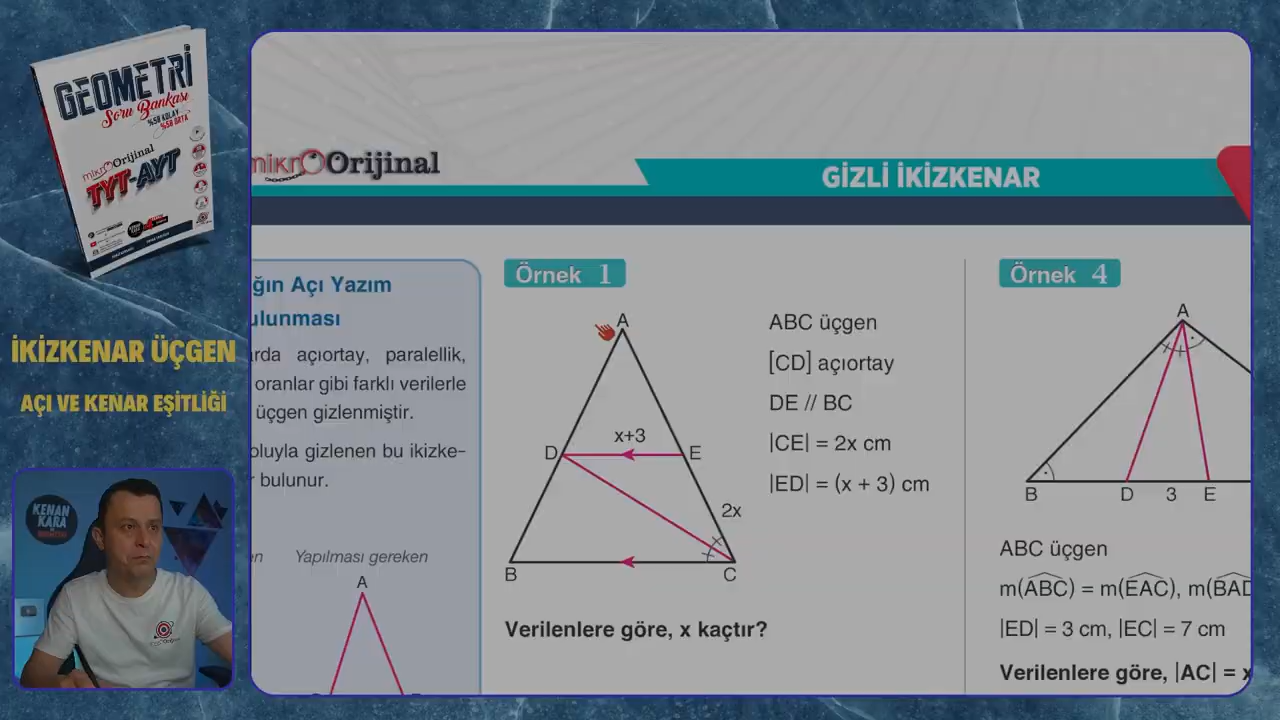 GEOMETRİ
Soru Bankası
%50 KOLAY
%50 ORTA
mikro Orijinal
TYT-AYT
İKİZKENAR ÜÇGEN
AÇI VE KENAR EŞİTLİĞİ
KENAN
KARA
mikro Orijinal
GİZLİ İKİZKENAR
ğın Açı Yazım
ulunması
rda açıortay, paralellik,
oranlar gibi farklı verilerle
üçgen gizlenmiştir.
oluyla gizlenen bu ikizke-
r bulunur.
en Yapılması gereken
A
Örnek 1
A
x+3
D
E
2x
B
C
ABC üçgen
[CD] açıortay
DE // BC
|CE| = 2x cm
|ED| = (x + 3) cm
Verilenlere göre, x kaçtır?
Örnek 4
A
B D 3 E
ABC üçgen
m(ABC) = m(EAC), m(BAD
|ED| = 3 cm, |EC| = 7 cm
Verilenlere göre, |AC| = x